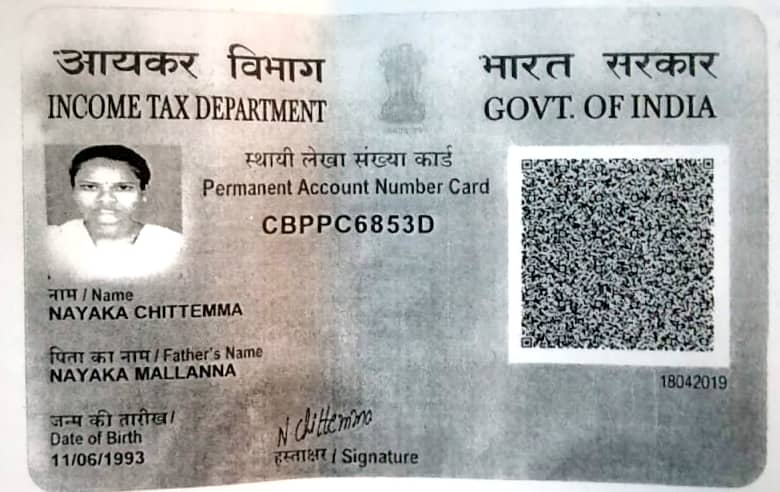 आयकर विभाग
INCOME TAX DEPARTMENT
भारत सरकार
GOVT. OF INDIA
स्थायी लेखा संख्या कार्ड
Permanent Account Number Card
CBPPC6853D
नाम / Name
NAYAKA CHITTEMMA
पिता का नाम / Father's Name
NAYAKA MALLANNA
जन्म की तारीख /
Date of Birth
11/06/1993
N Chittemma
हस्ताक्षर / Signature
18042019